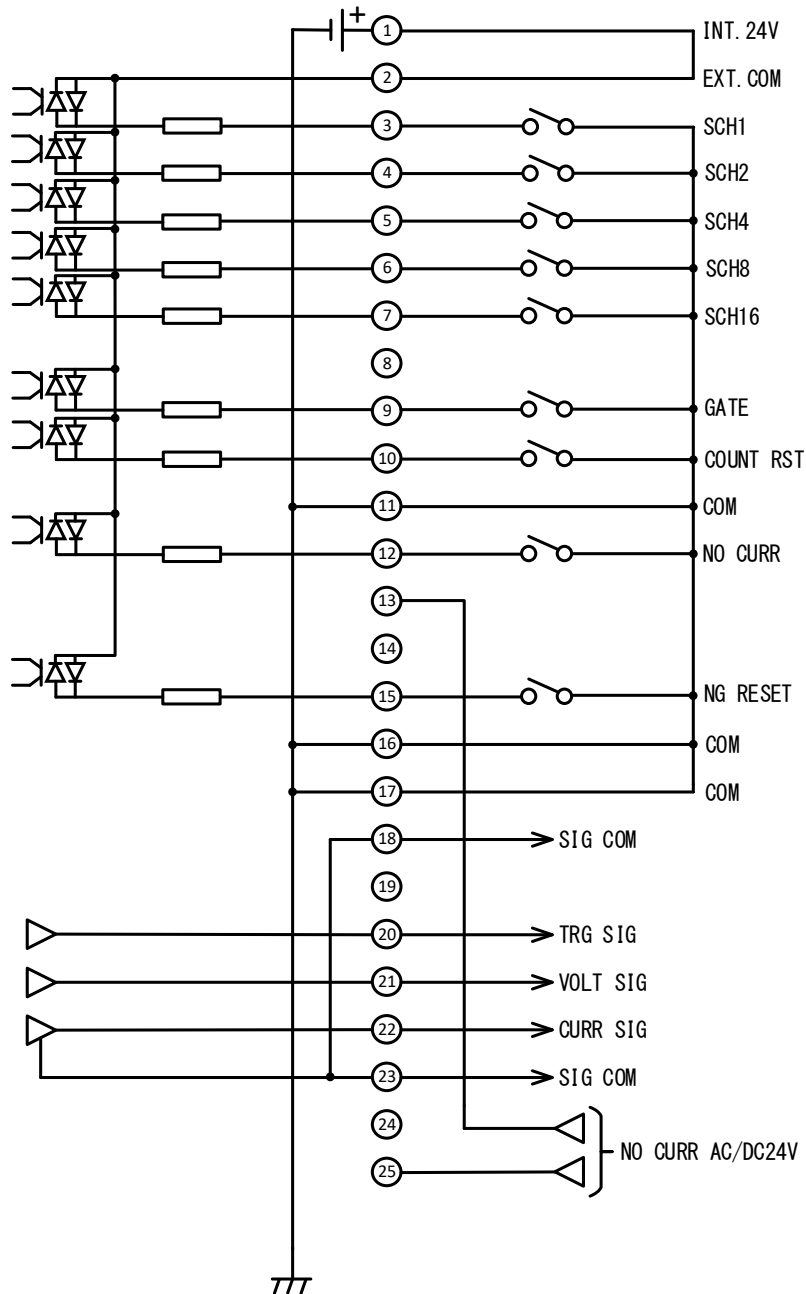 +
1 INT.24V
2 EXT.COM
3 SCH1
4 SCH2
5 SCH4
6 SCH8
7 SCH16
8
9 GATE
10 COUNT RST
11 COM
12 NO CURR
13
14
15 NG RESET
16 COM
17 COM
18 SIG COM
19
20 TRG SIG
21 VOLT SIG
22 CURR SIG
23 SIG COM
24
NO CURR AC/DC24V
25